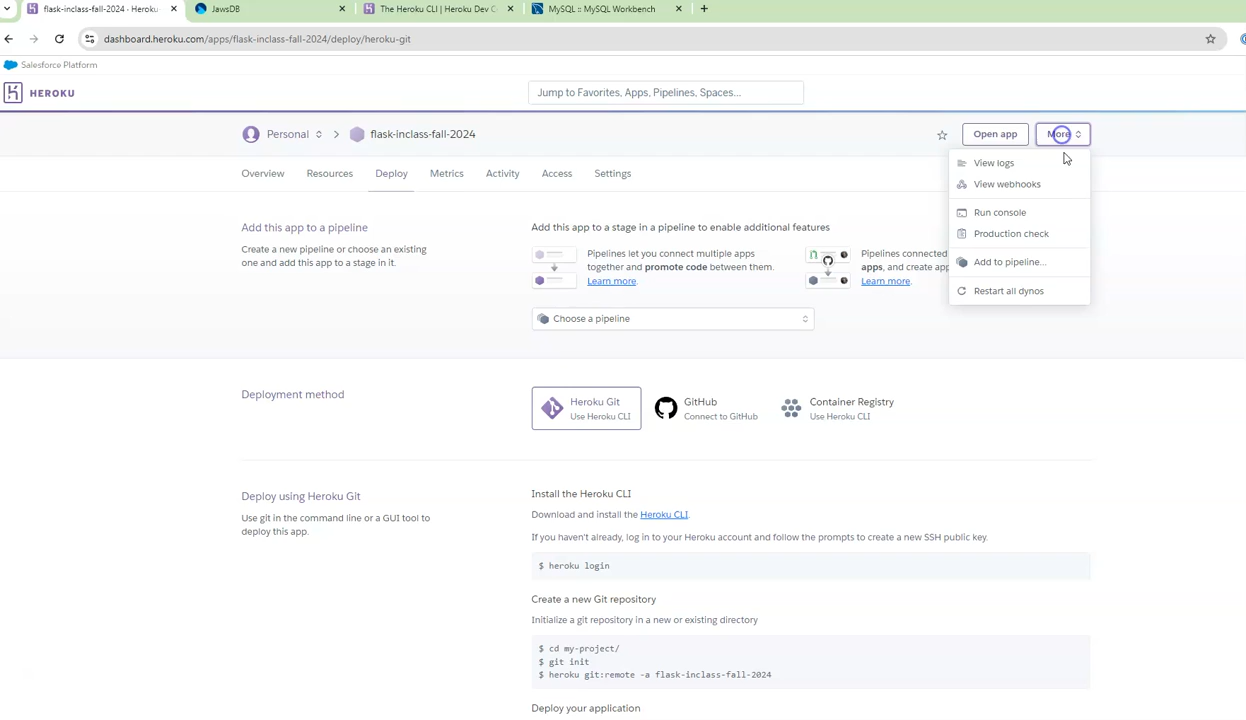 flask-inclass-fall-2024 · Heroku
JawsDB
The Heroku CLI | Heroku Dev C
MySQL :: MySQL Workbench
dashboard.heroku.com/apps/flask-inclass-fall-2024/deploy/heroku-git
Salesforce Platform
HEROKU
Jump to Favorites, Apps, Pipelines, Spaces...
Personal
flask-inclass-fall-2024
Open app
More
Overview
Resources
Deploy
Metrics
Activity
Access
Settings
View logs
View webhooks
Run console
Production check
Add to pipeline...
Restart all dynos
Add this app to a pipeline
Create a new pipeline or choose an existing
one and add this app to a stage in it.
Add this app to a stage in a pipeline to enable additional features
Pipelines let you connect multiple apps
together and promote code between them.
Learn more.
Pipelines connected
apps, and create app
Learn more.
Choose a pipeline
Deployment method
Heroku Git
Use Heroku CLI
GitHub
Connect to GitHub
Container Registry
Use Heroku CLI
Deploy using Heroku Git
Use git in the command line or a GUI tool to
deploy this app.
Install the Heroku CLI
Download and install the Heroku CLI.
If you haven't already, log in to your Heroku account and follow the prompts to create a new SSH public key.
$ heroku login
Create a new Git repository
Initialize a git repository in a new or existing directory
$ cd my-project/
$ git init
$ heroku git:remote -a flask-inclass-fall-2024
Deploy your application